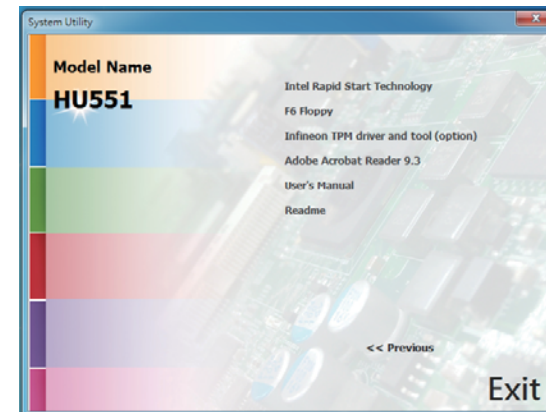 System Utility
Model Name
HU551
Intel Rapid Start Technology
F6 Floppy
Infineon TPM driver and tool (option)
Adobe Acrobat Reader 9.3
User's Manual
Readme
<< Previous
Exit